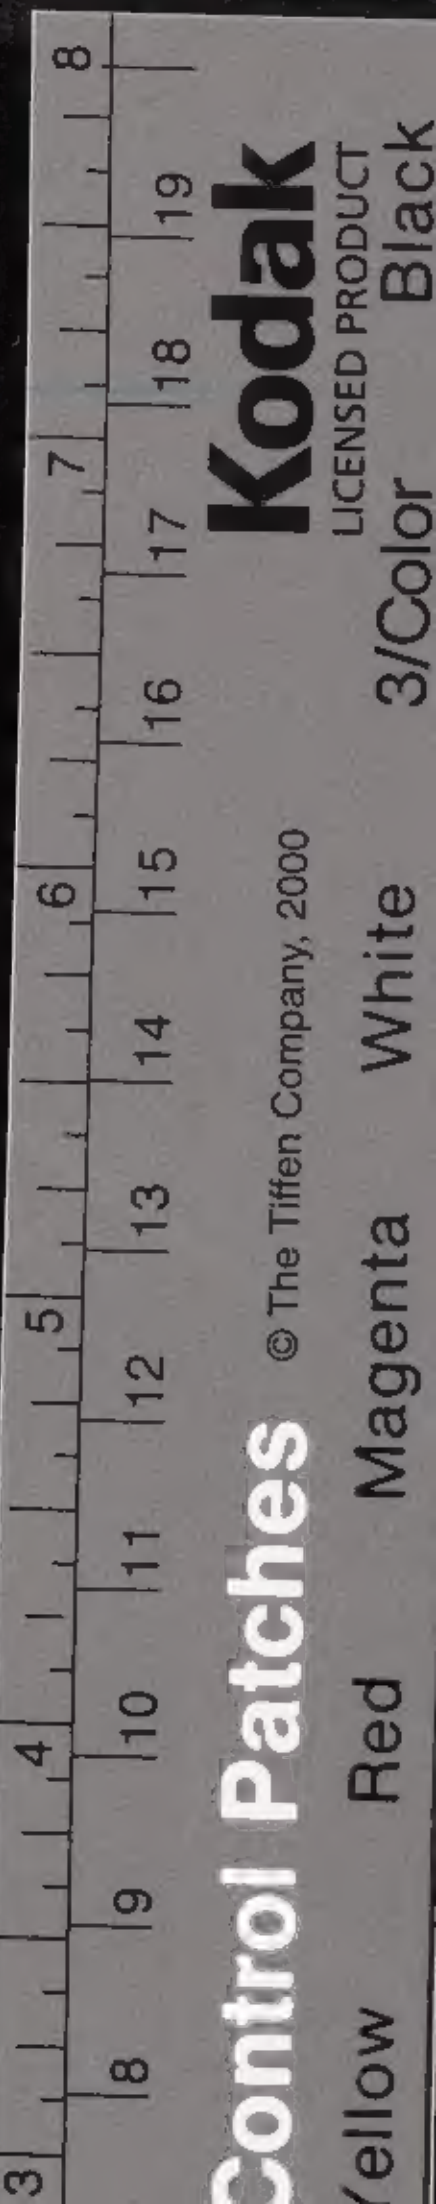 3 4 5 6 7 8
8 9 10 11 12 13 14 15 16 17 18 19
Control Patches © The Tiffen Company, 2000 Kodak
LICENSED PRODUCT
Yellow Red Magenta White 3/Color Black